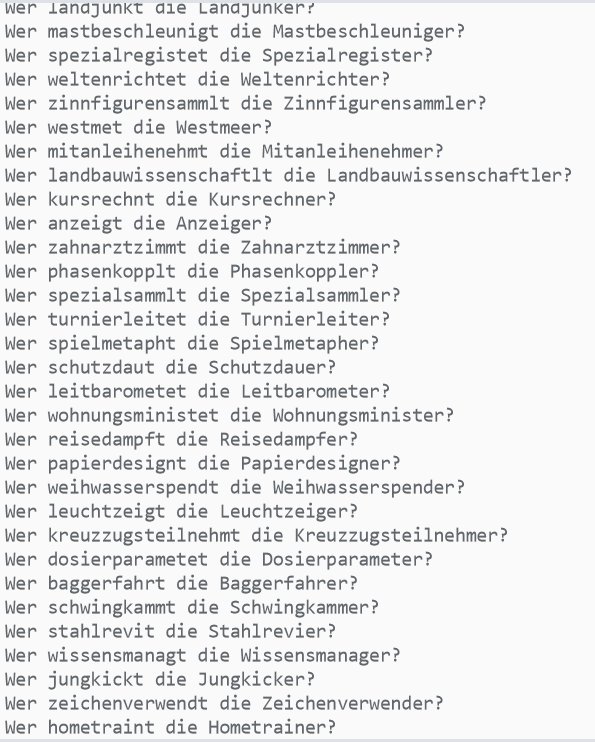 Wer landjunkt die Landjunker?
Wer mastbeschleunigt die Mastbeschleuniger?
Wer spezialregistet die Spezialregister?
Wer weltenrichtet die Weltenrichter?
Wer zinnfigurensammlt die Zinnfigurensammler?
Wer westmet die Westmeer?
Wer mitanleihenehmt die Mitanleihenehmer?
Wer landbauwissenschaftlt die Landbauwissenschaftler?
Wer kursrechnt die Kursrechner?
Wer anzeigt die Anzeiger?
Wer zahnarztzimmt die Zahnarztzimmer?
Wer phasenkopplt die Phasenkoppler?
Wer spezialsammlt die Spezialsammler?
Wer turnierleitet die Turnierleiter?
Wer spielmetapht die Spielmetapher?
Wer schutzdaut die Schutzdauer?
Wer leitbarometet die Leitbarometer?
Wer wohnungsministet die Wohnungsminister?
Wer reisedampft die Reisedampfer?
Wer papierdesignt die Papierdesigner?
Wer weihwasserspendt die Weihwasserspender?
Wer leuchtzeigt die Leuchtzeiger?
Wer kreuzzugsteilnehmt die Kreuzzugsteilnehmer?
Wer dosierparametet die Dosierparameter?
Wer baggerfahrt die Baggerfahrer?
Wer schwingkammt die Schwingkammer?
Wer stahlrevit die Stahlrevier?
Wer wissensmanagt die Wissensmanager?
Wer jungkickt die Jungkicker?
Wer zeichenverwendt die Zeichenverwender?
Wer hometraint die Hometrainer?